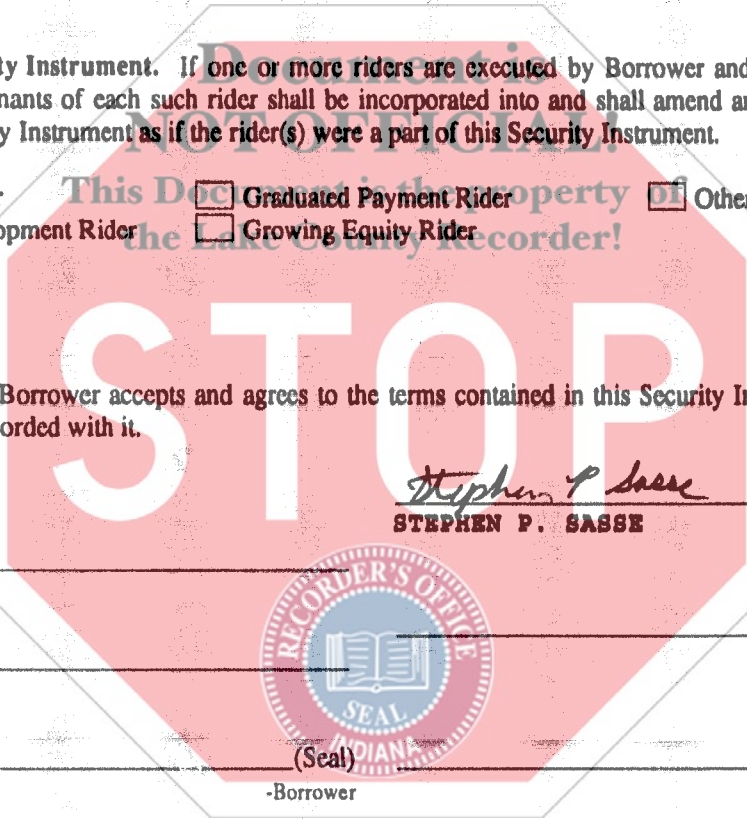 Document is
ty Instrument. If one or more riders are executed by Borrower and
nants of each such rider shall be incorporated into and shall amend an
NOT OFFICIAL!
y Instrument as if the rider(s) were a part of this Security Instrument.
This Document is the property of
Graduated Payment Rider
Other
the Lake County Recorder!
opment Rider
Growing Equity Rider
STOP
Borrower accepts and agrees to the terms contained in this Security In
orded with it.
Stephen P Sasse
STEPHEN P. SASSE
RECORDER'S OFFICE
SEAL
INDIANA
(Seal)
-Borrower